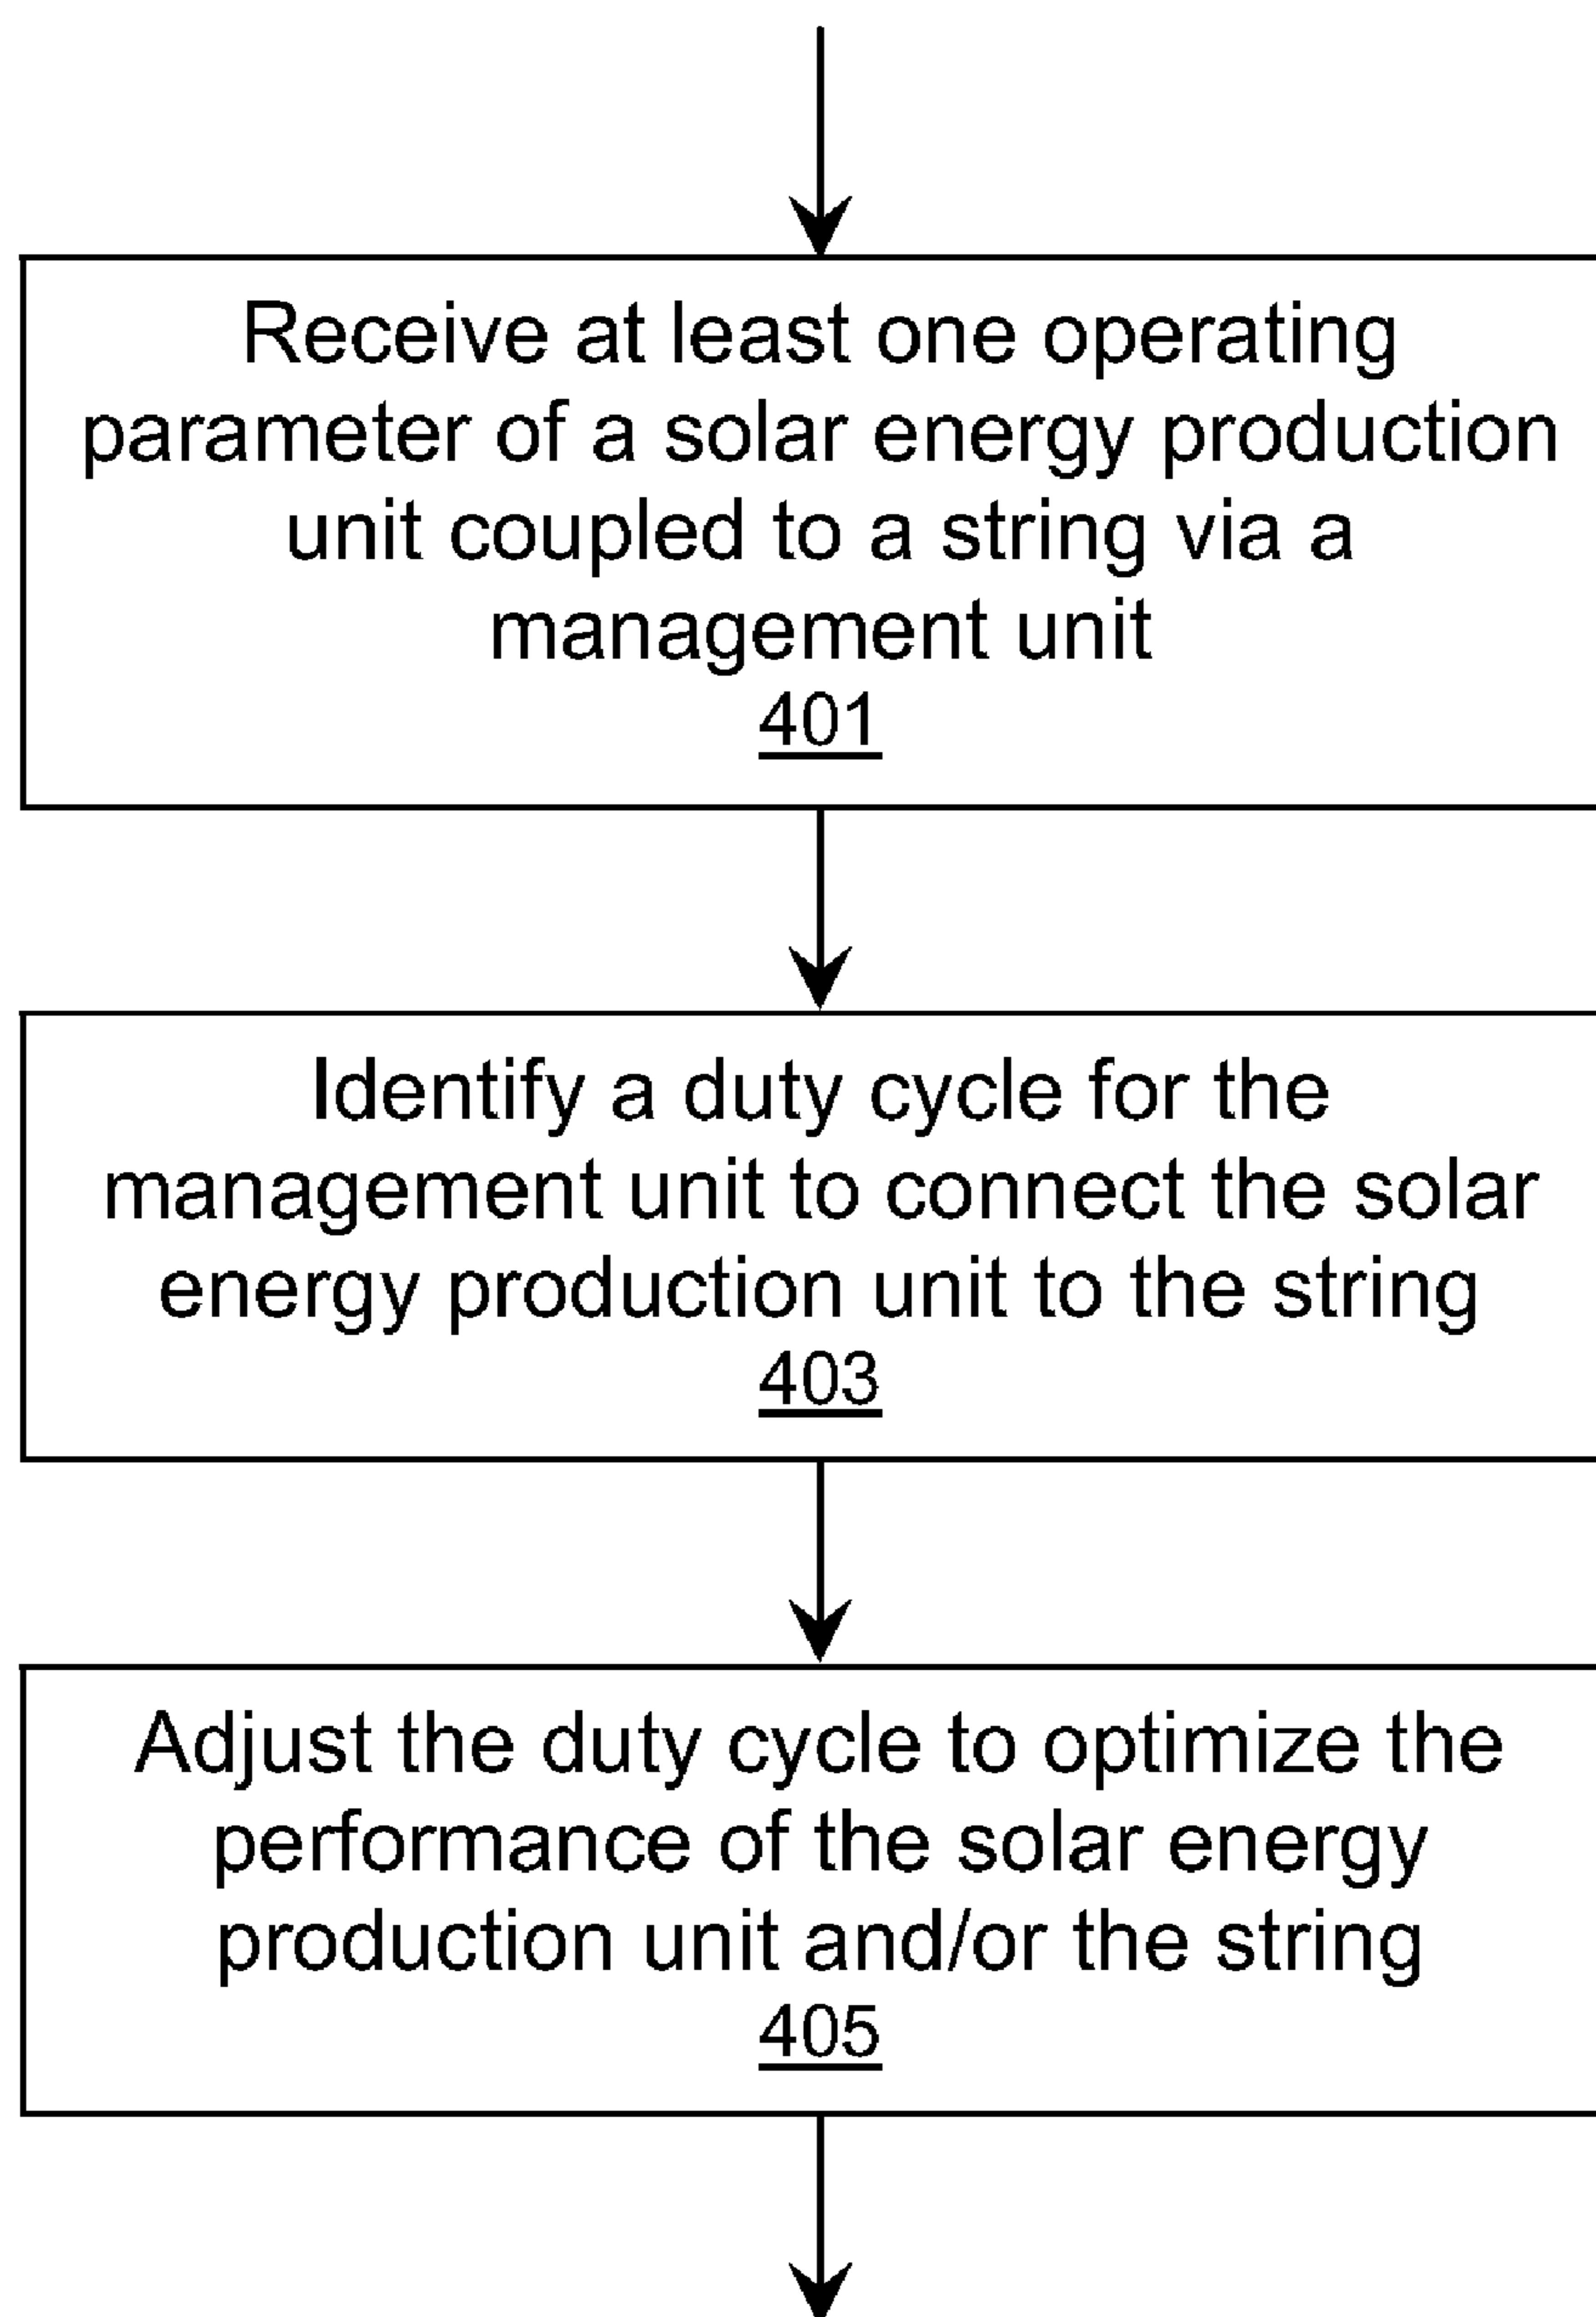 Receive at least one operating
parameter of a solar energy production
unit coupled to a string via a
management unit
401
Identify a duty cycle for the
management unit to connect the solar
energy production unit to the string
403
Adjust the duty cycle to optimize the
performance of the solar energy
production unit and/or the string
405